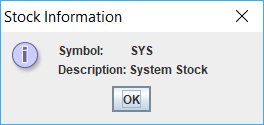 Stock Information
Symbol: SYS
Description: System Stock
OK